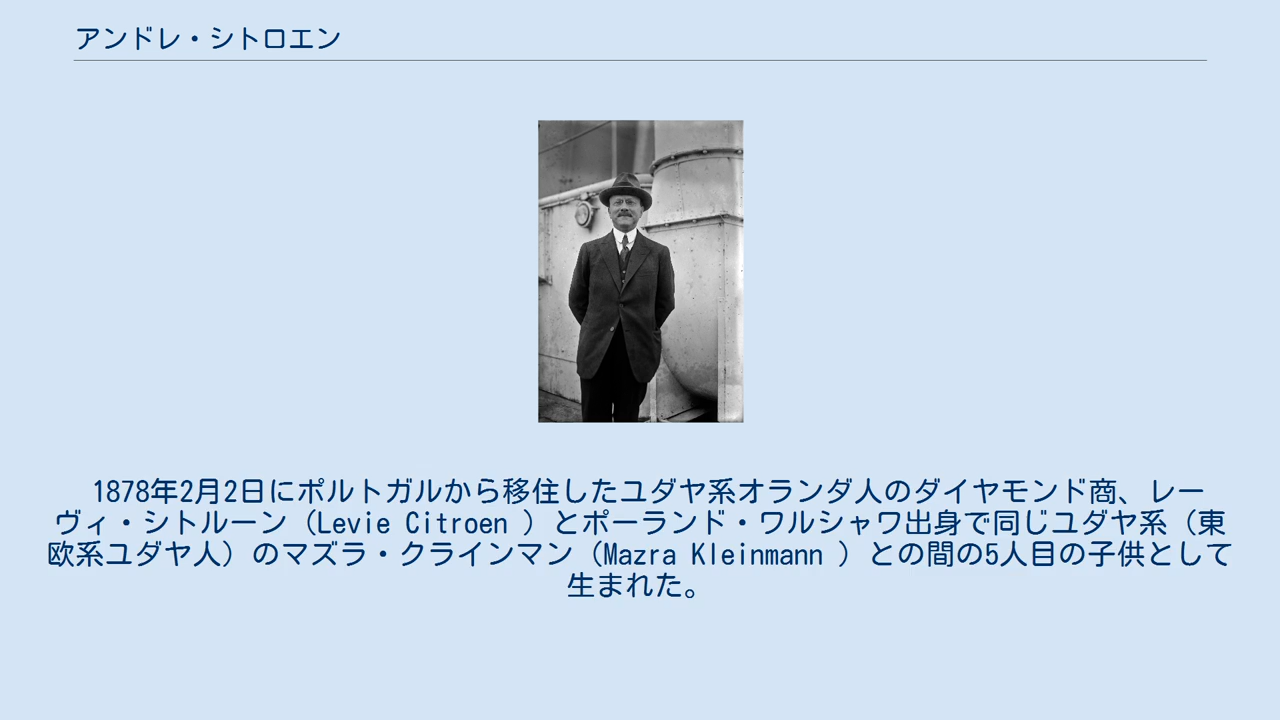 アンドレ・シトロエン
1878年2月2日にポルトガルから移住したユダヤ系オランダ人のダイヤモンド商、レー
ヴィ・シトルーン（Levie Citroen ）とポーランド・ワルシャワ出身で同じユダヤ系（東
欧系ユダヤ人）のマズラ・クラインマン（Mazra Kleinmann ）との間の5人目の子供として
生まれた。